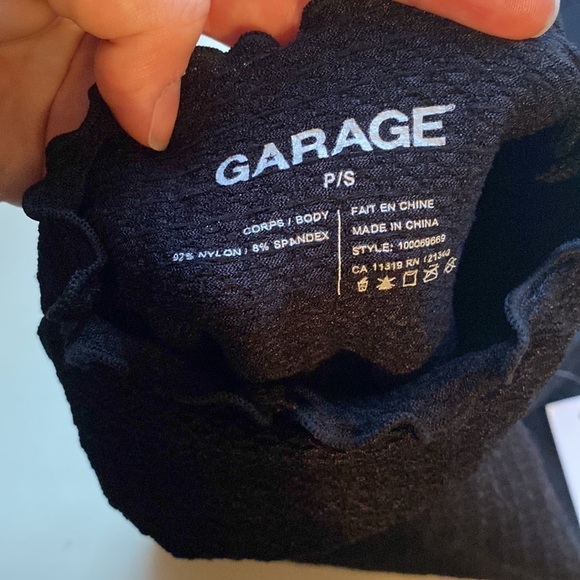 GARAGE
P/S
CORPS / BODY
92% NYLON / 8% SPANDEX
FAIT EN CHINE
MADE IN CHINA
STYLE: 100069669
CA 11319 RN 121340